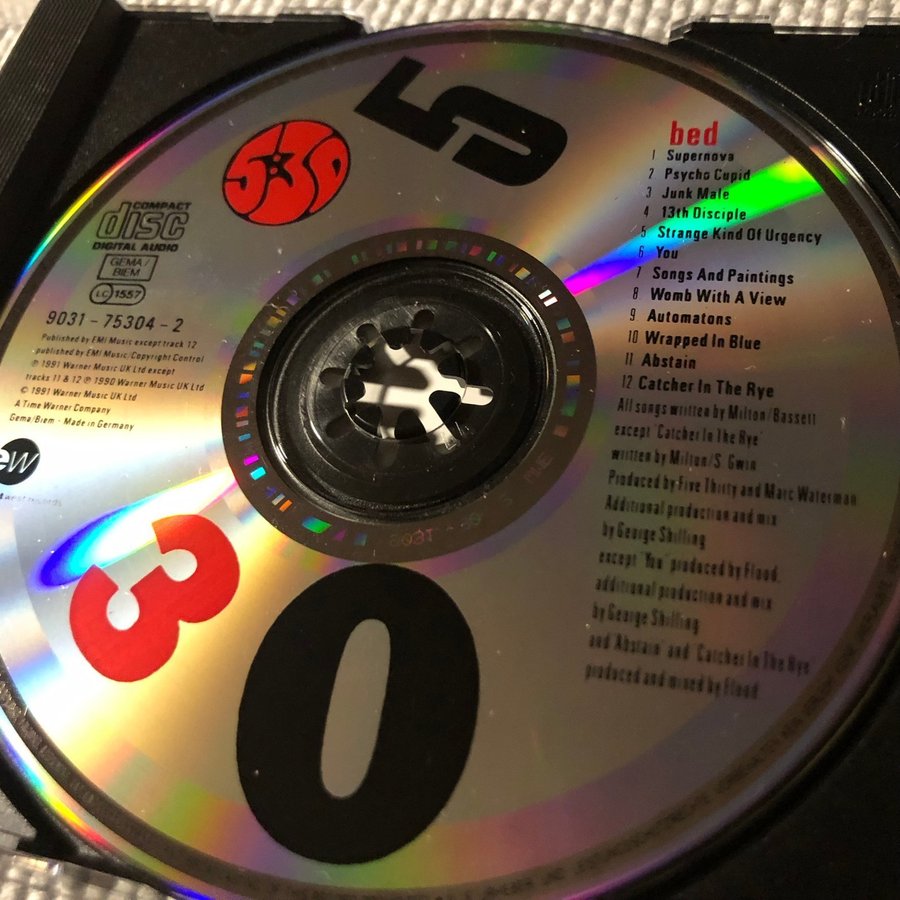 5
5·30
COMPACT
disc
DIGITAL AUDIO
GEMA/
BIEM
LC 1557
9031 - 75304 - 2
Published by EMI Music except track 12
published by EMI Music/Copyright Control
℗ 1991 Warner Music UK Ltd except
tracks 11 & 12 ℗ 1990 Warner Music UK Ltd
© 1991 Warner Music UK Ltd
A Time Warner Company
Gema/Biem · Made in Germany
ew
west records
3
0
bed
1 Supernova
2 Psycho Cupid
3 Junk Male
4 13th Disciple
5 Strange Kind Of Urgency
6 You
7 Songs And Paintings
8 Womb With A View
9 Automatons
10 Wrapped In Blue
11 Abstain
12 Catcher In The Rye
All songs written by Milton/Bassett
except 'Catcher In The Rye'
written by Milton/S. Gwin
Produced by Five Thirty and Marc Waterman
Additional production and mix
by George Shilling
except 'You' produced by Flood.
additional production and mix
by George Shilling
and 'Abstain' and 'Catcher In The Rye
produced and mixed by Flood.